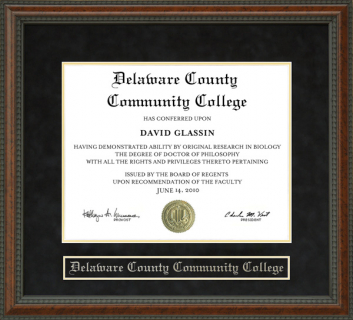 Delaware County
Community College
HAS CONFERRED UPON
DAVID GLASSIN
HAVING DEMONSTRATED ABILITY BY ORIGINAL RESEARCH IN BIOLOGY
THE DEGREE OF DOCTOR OF PHILOSOPHY
WITH ALL THE RIGHTS AND PRIVILEGES THERETO PERTAINING
ISSUED BY THE BOARD OF REGENTS
UPON RECOMMENDATION OF THE FACULTY
JUNE 14, 2010
PROVOST
PRESIDENT
Delaware County Community College